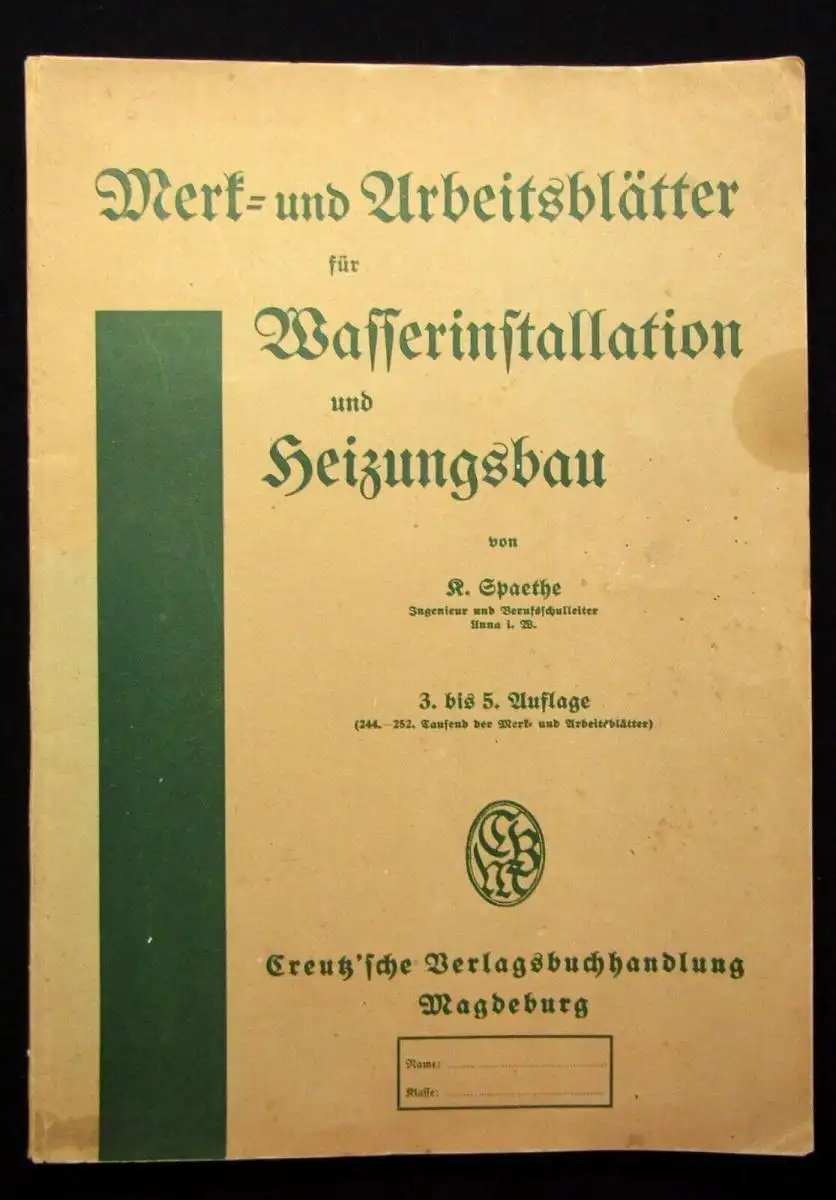 Merk- und Arbeitsblätter
für
Wasserinstallation
und
Heizungsbau
von
K. Spaethe
Ingenieur und Berufsschulleiter
Unna i. W.
3. bis 5. Auflage
(244.–252. Tausend der Merk- und Arbeitsblätter)
CBM
Creutz'sche Verlagsbuchhandlung
Magdeburg
Name:
Klasse: